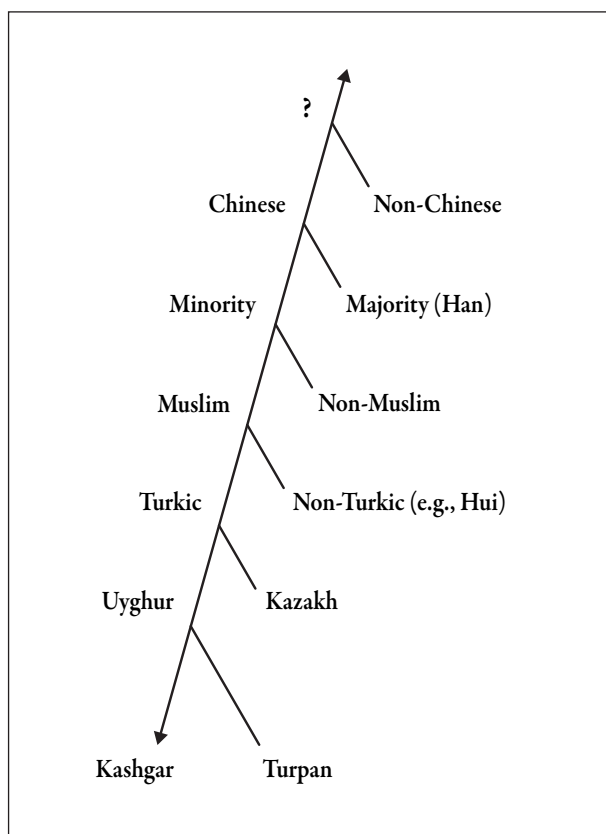 ?
Chinese Non-Chinese
Minority Majority (Han)
Muslim Non-Muslim
Turkic Non-Turkic (e.g., Hui)
Uyghur Kazakh
Kashgar Turpan